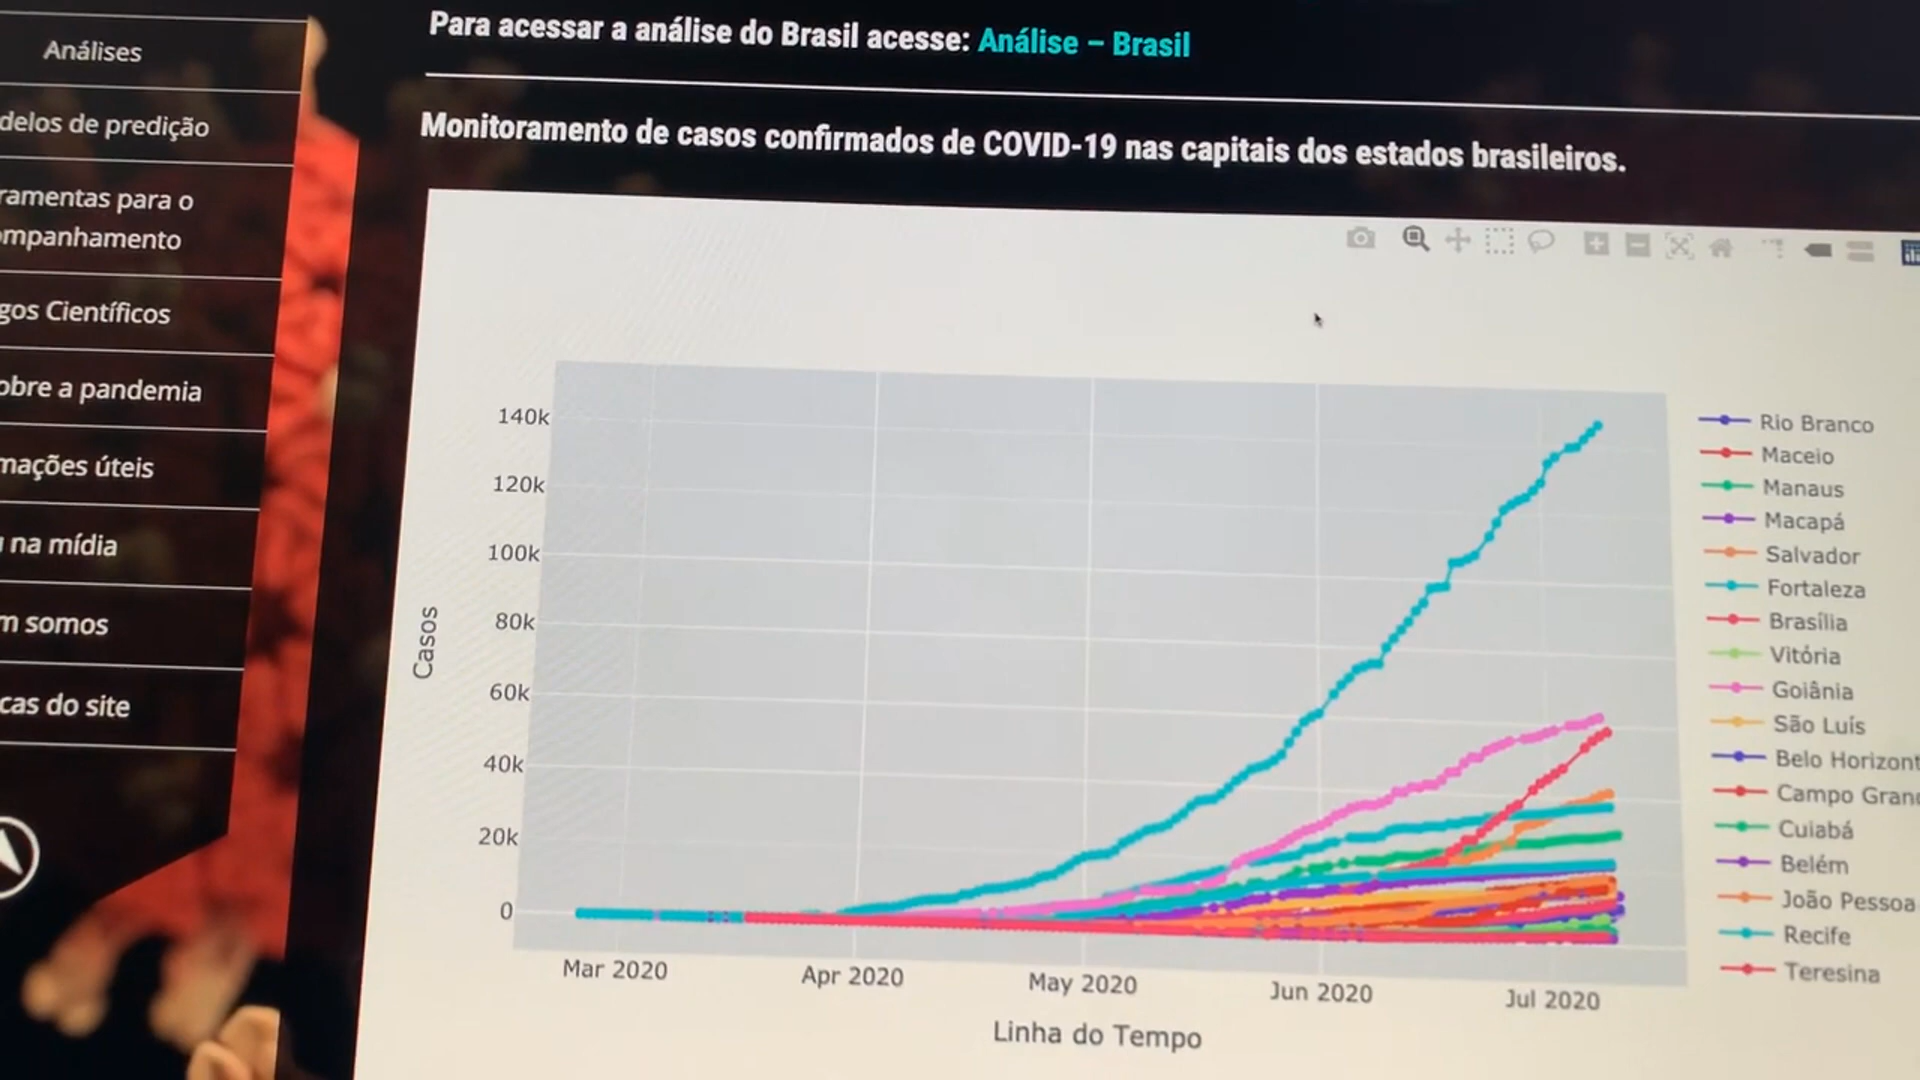 Para acessar a análise do Brasil acesse: Análise – Brasil
Monitoramento de casos confirmados de COVID-19 nas capitais dos estados brasileiros.
Análises
delos de predição
ramentas para o
ompanhamento
gos Científicos
obre a pandemia
mações úteis
na mídia
m somos
cas do site
140k
120k
100k
80k
60k
40k
20k
0
Casos
Mar 2020
Apr 2020
May 2020
Jun 2020
Jul 2020
Linha do Tempo
Rio Branco
Maceio
Manaus
Macapá
Salvador
Fortaleza
Brasília
Vitória
Goiânia
São Luís
Belo Horizont
Campo Grand
Cuiabá
Belém
João Pessoa
Recife
Teresina